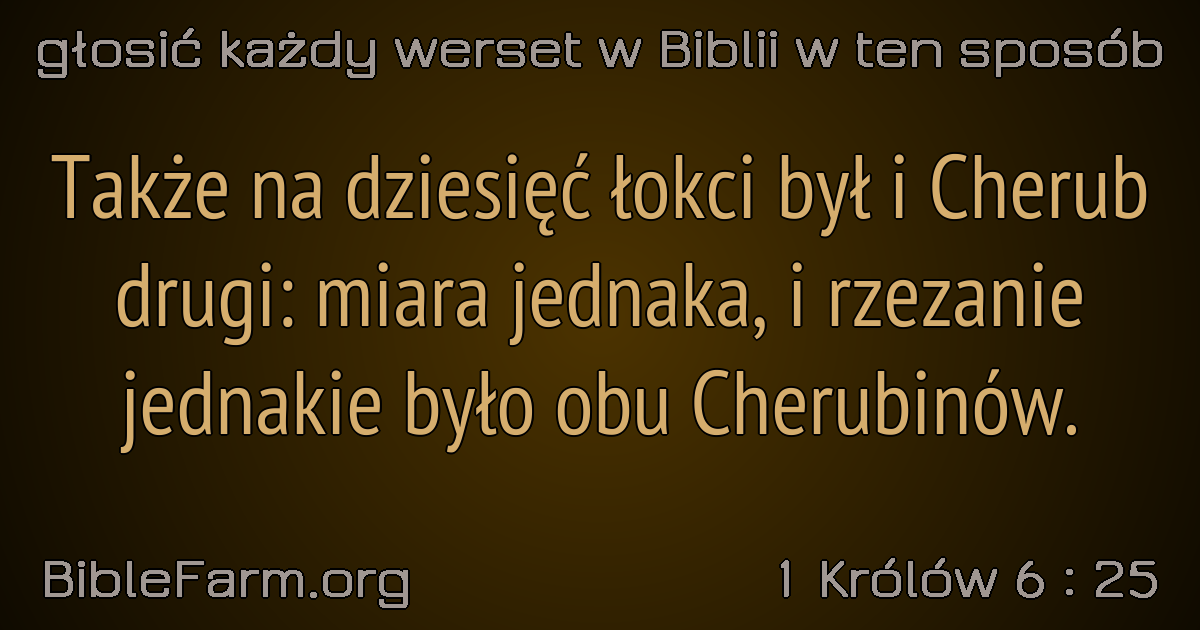 głosić każdy werset w Biblii w ten sposób
Także na dziesięć łokci był i Cherub
drugi: miara jednaka, i rzezanie
jednakie było obu Cherubinów.
BibleFarm.org
1 Królów 6 : 25